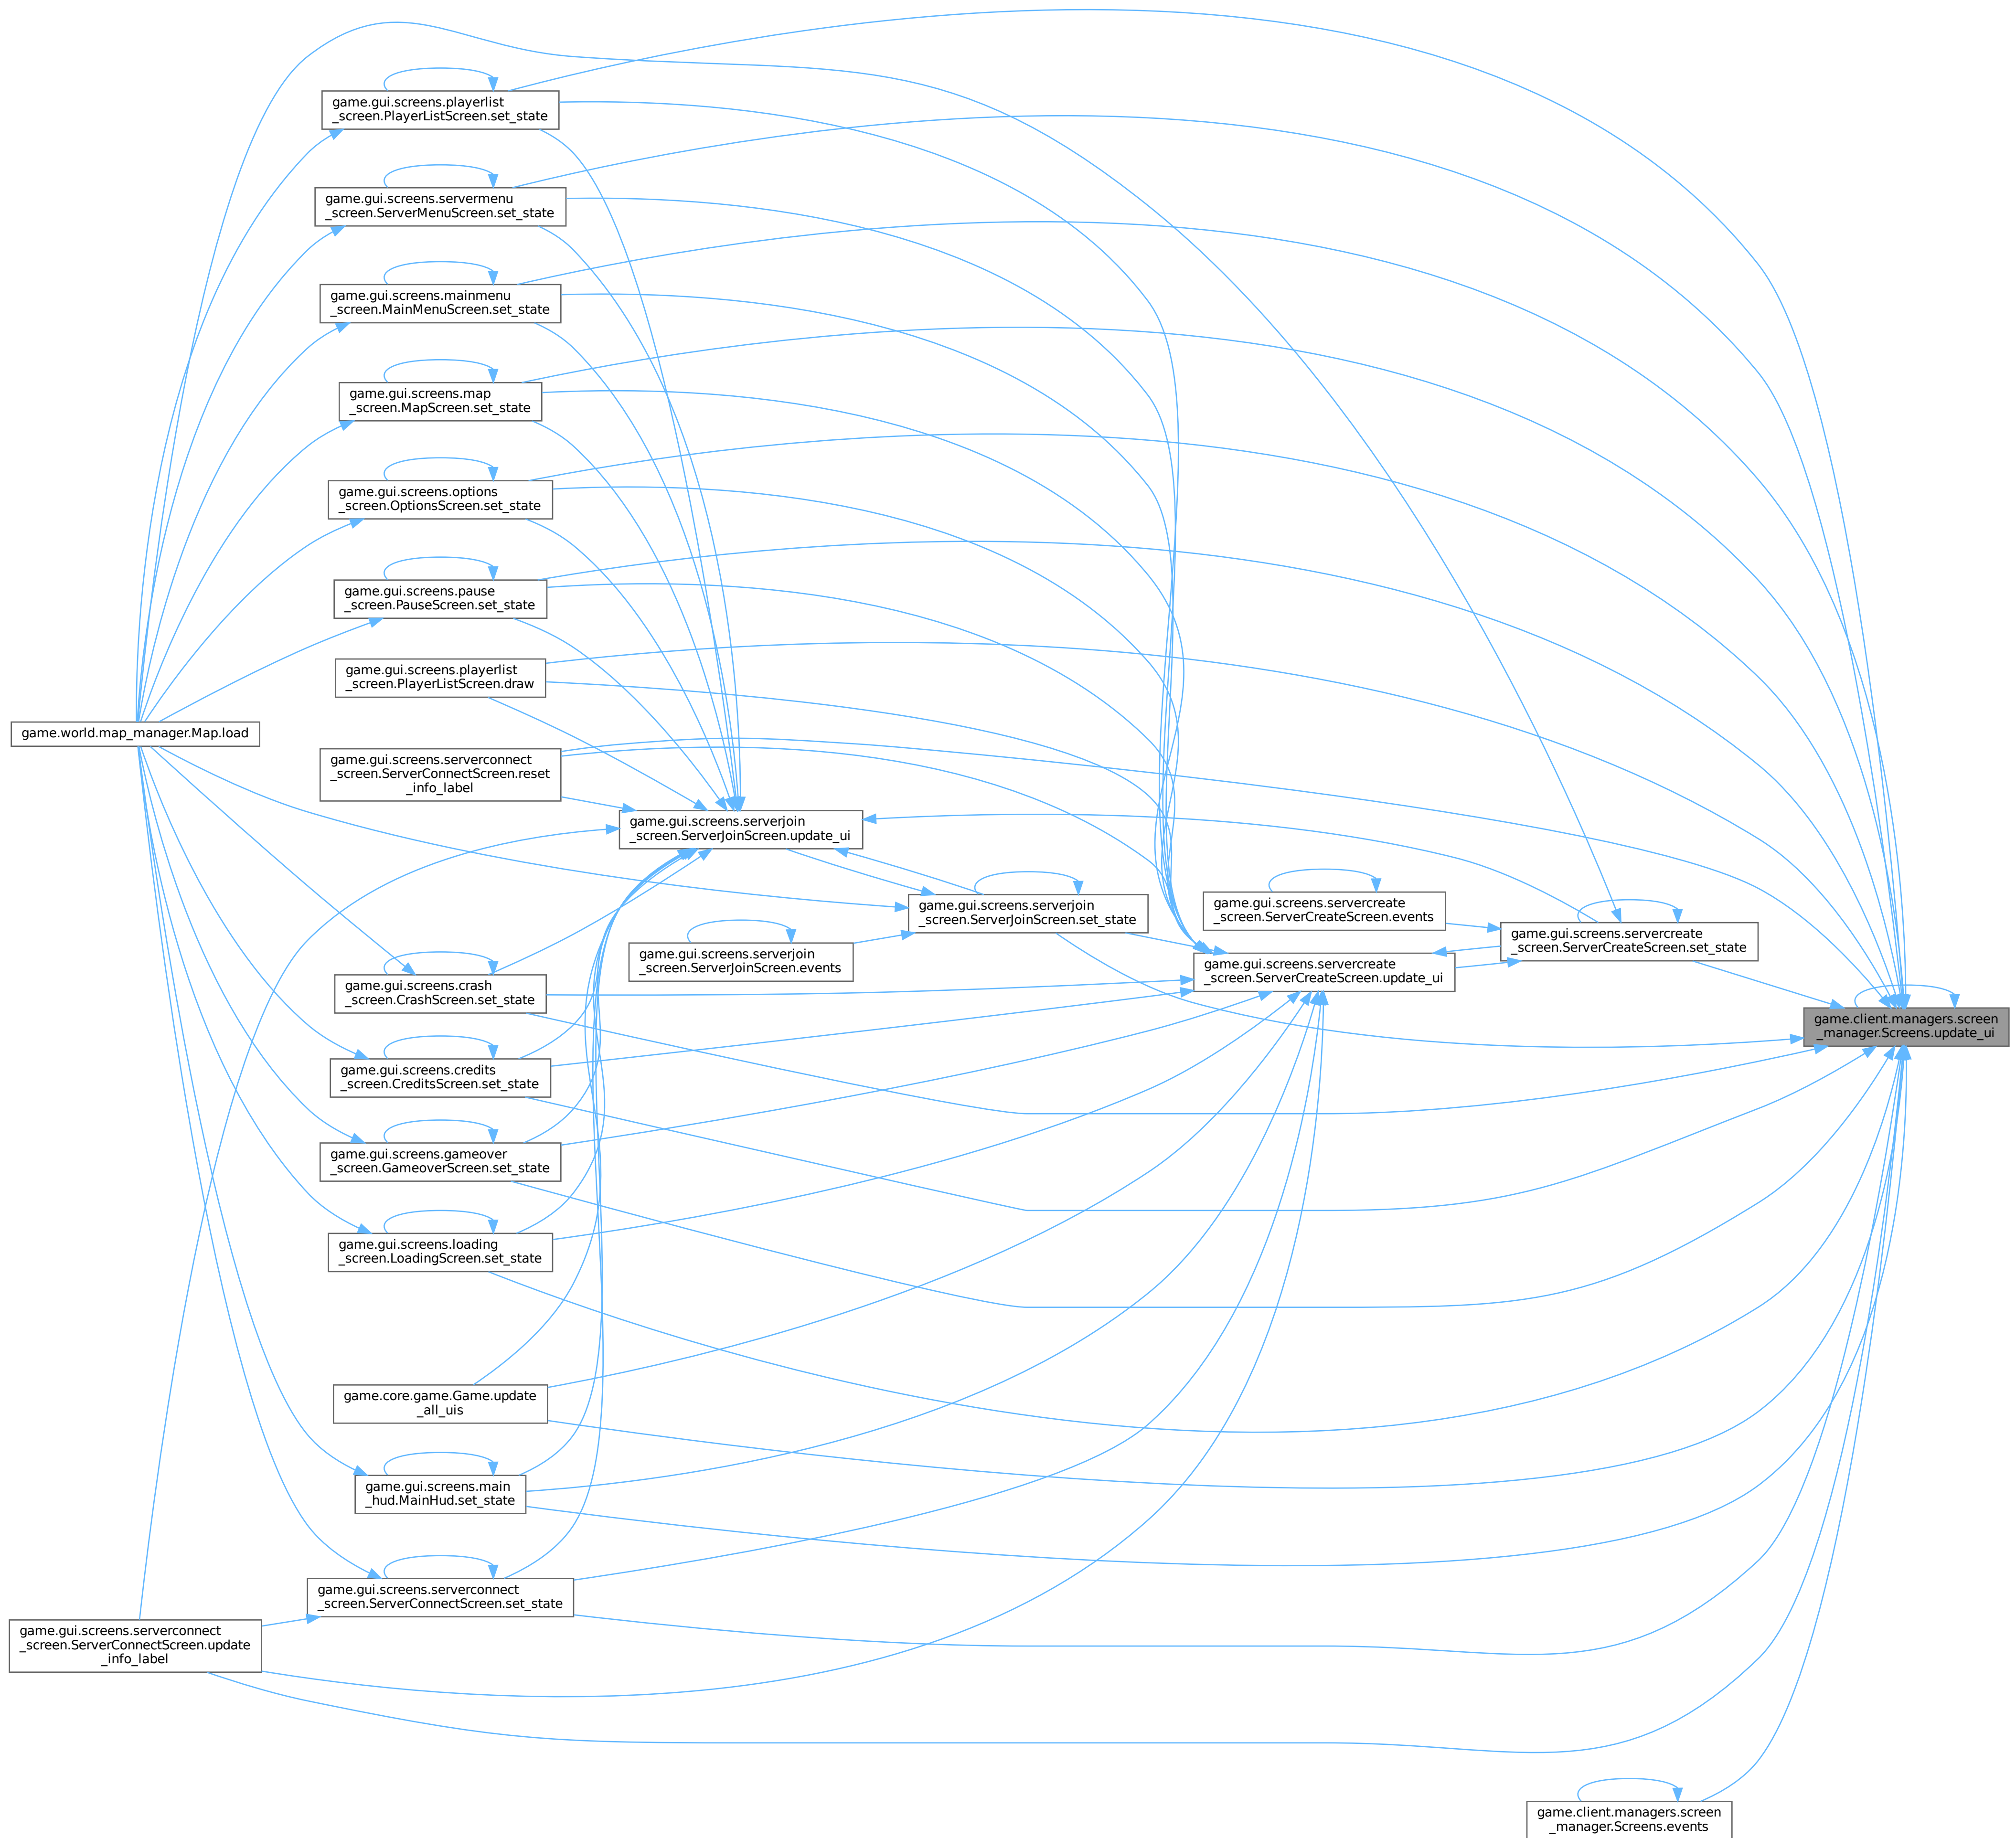 game.gui.screens.playerlist
_screen.PlayerListScreen.set_state
game.gui.screens.servermenu
_screen.ServerMenuScreen.set_state
game.gui.screens.mainmenu
_screen.MainMenuScreen.set_state
game.gui.screens.map
_screen.MapScreen.set_state
game.gui.screens.options
_screen.OptionsScreen.set_state
game.gui.screens.pause
_screen.PauseScreen.set_state
game.gui.screens.playerlist
_screen.PlayerListScreen.draw
game.world.map_manager.Map.load
game.gui.screens.serverconnect
_screen.ServerConnectScreen.reset
_info_label
game.gui.screens.serverjoin
_screen.ServerJoinScreen.update_ui
game.gui.screens.serverjoin
_screen.ServerJoinScreen.set_state
game.gui.screens.servercreate
_screen.ServerCreateScreen.events
game.gui.screens.servercreate
_screen.ServerCreateScreen.set_state
game.gui.screens.serverjoin
_screen.ServerJoinScreen.events
game.gui.screens.servercreate
_screen.ServerCreateScreen.update_ui
game.gui.screens.crash
_screen.CrashScreen.set_state
game.client.managers.screen
_manager.Screens.update_ui
game.gui.screens.credits
_screen.CreditsScreen.set_state
game.gui.screens.gameover
_screen.GameoverScreen.set_state
game.gui.screens.loading
_screen.LoadingScreen.set_state
game.core.game.Game.update
_all_uis
game.gui.screens.main
_hud.MainHud.set_state
game.gui.screens.serverconnect
_screen.ServerConnectScreen.set_state
game.gui.screens.serverconnect
_screen.ServerConnectScreen.update
_info_label
game.client.managers.screen
_manager.Screens.events